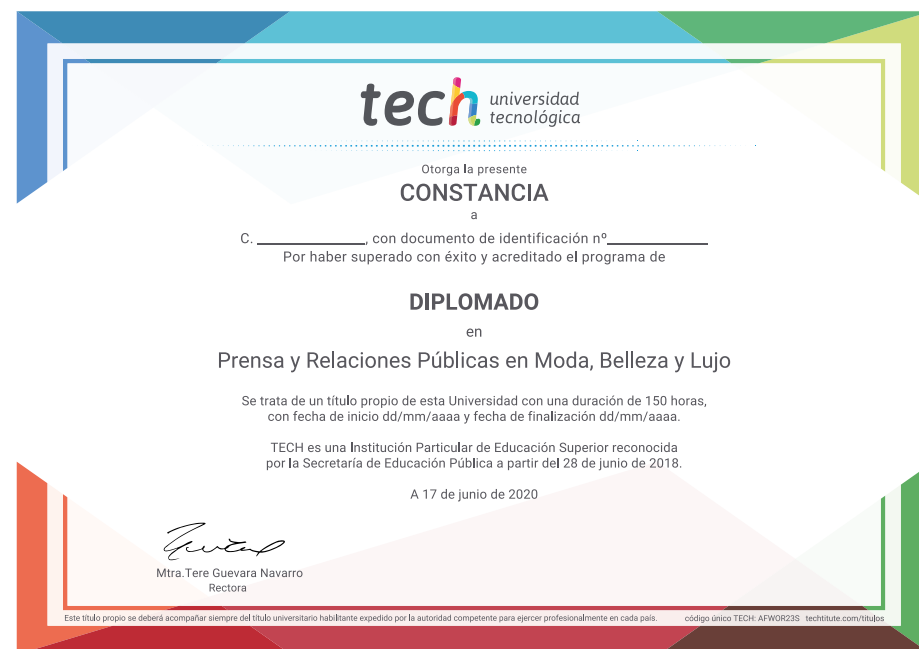 tech universidad
tecnológica
Otorga la presente
CONSTANCIA
a
C. ____________, con documento de identificación nº____________
Por haber superado con éxito y acreditado el programa de
DIPLOMADO
en
Prensa y Relaciones Públicas en Moda, Belleza y Lujo
Se trata de un título propio de esta Universidad con una duración de 150 horas,
con fecha de inicio dd/mm/aaaa y fecha de finalización dd/mm/aaaa.
TECH es una Institución Particular de Educación Superior reconocida
por la Secretaría de Educación Pública a partir del 28 de junio de 2018.
A 17 de junio de 2020
Mtra.Tere Guevara Navarro
Rectora
Este título propio se deberá acompañar siempre del título universitario habilitante expedido por la autoridad competente para ejercer profesionalmente en cada país. código único TECH: AFWOR23S techtitute.com/titulos